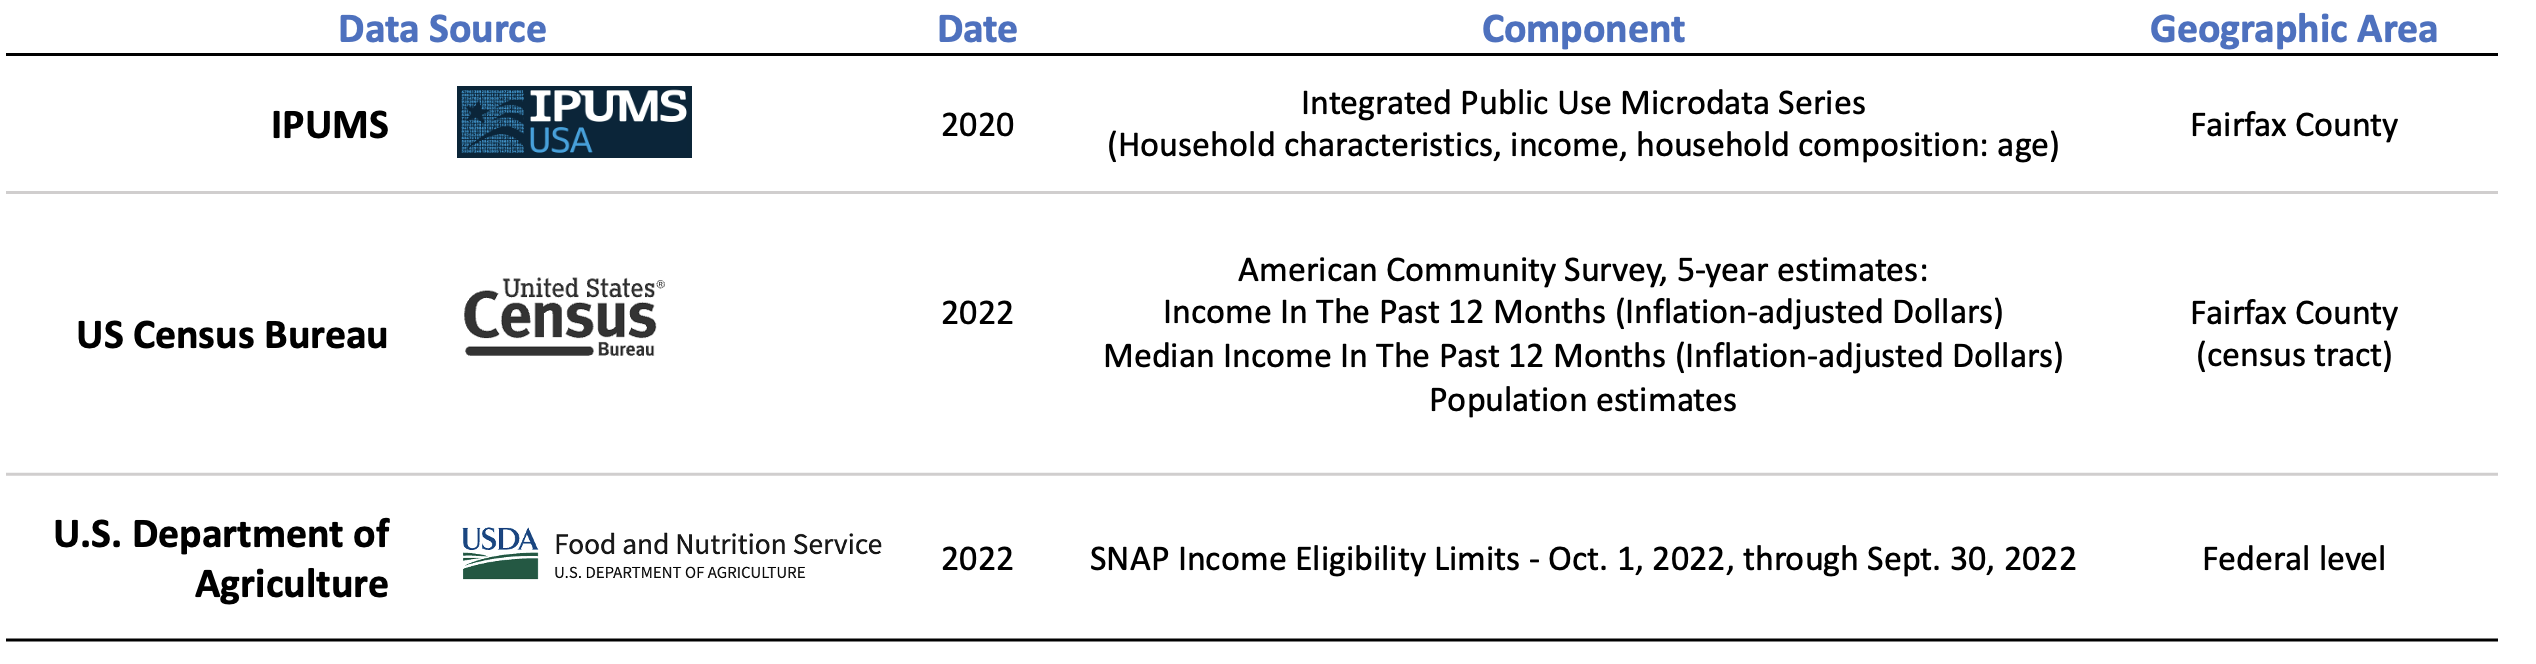 Data Source Date Component Geographic Area
IPUMS
IPUMS
USA
2020
Integrated Public Use Microdata Series
(Household characteristics, income, household composition: age)
Fairfax County
US Census Bureau
United States®
Census
Bureau
2022
American Community Survey, 5-year estimates:
Income In The Past 12 Months (Inflation-adjusted Dollars)
Median Income In The Past 12 Months (Inflation-adjusted Dollars)
Population estimates
Fairfax County
(census tract)
U.S. Department of
Agriculture
USDA
Food and Nutrition Service
U.S. DEPARTMENT OF AGRICULTURE
2022
SNAP Income Eligibility Limits - Oct. 1, 2022, through Sept. 30, 2022
Federal level